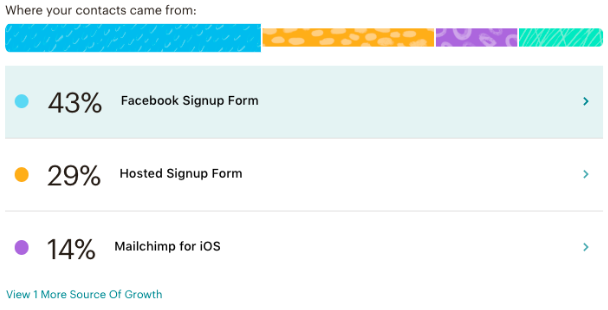 Where your contacts came from:
43% Facebook Signup Form
29% Hosted Signup Form
14% Mailchimp for iOS
View 1 More Source Of Growth